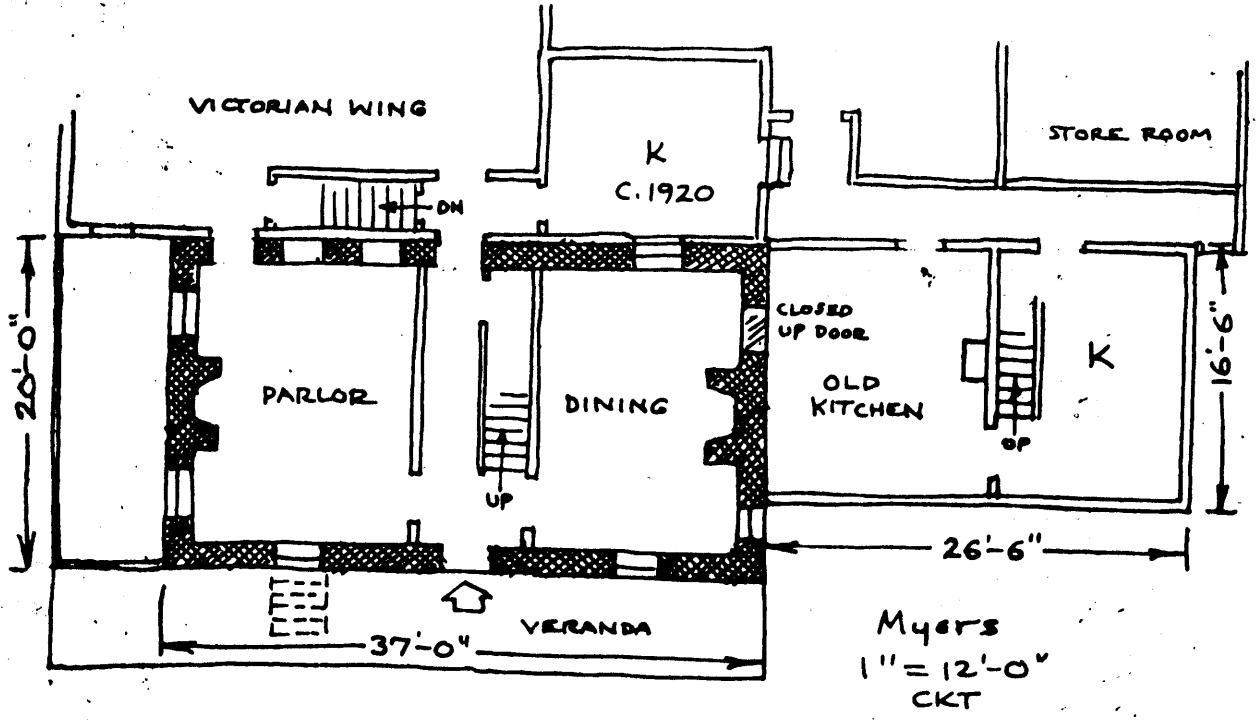 VICTORIAN WING
STORE ROOM
K
C.1920
DN
CLOSED
UP DOOR
20'-0"
16'-6"
PARLOR
DINING
OLD
KITCHEN
K
UP
UP
26'-6"
VERANDA
37'-0"
Myers
1" = 12'-0"
CKT